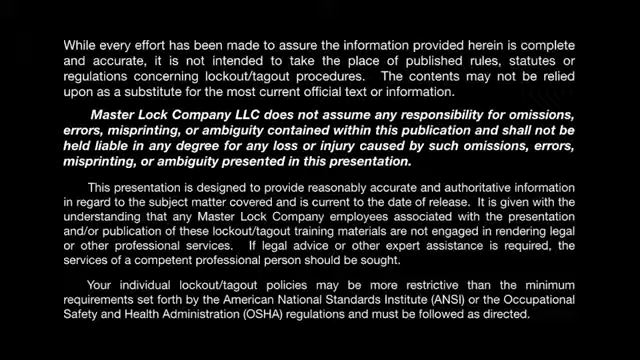 While every effort has been made to assure the information provided herein is complete
and accurate, it is not intended to take the place of published rules, statutes or
regulations concerning lockout/tagout procedures. The contents may not be relied
upon as a substitute for the most current official text or information.
Master Lock Company LLC does not assume any responsibility for omissions,
errors, misprinting, or ambiguity contained within this publication and shall not be
held liable in any degree for any loss or injury caused by such omissions, errors,
misprinting, or ambiguity presented in this presentation.
This presentation is designed to provide reasonably accurate and authoritative information
in regard to the subject matter covered and is current to the date of release. It is given with the
understanding that any Master Lock Company employees associated with the presentation
and/or publication of these lockout/tagout training materials are not engaged in rendering legal
or other professional services. If legal advice or other expert assistance is required, the
services of a competent professional person should be sought.
Your individual lockout/tagout policies may be more restrictive than the minimum
requirements set forth by the American National Standards Institute (ANSI) or the Occupational
Safety and Health Administration (OSHA) regulations and must be followed as directed.